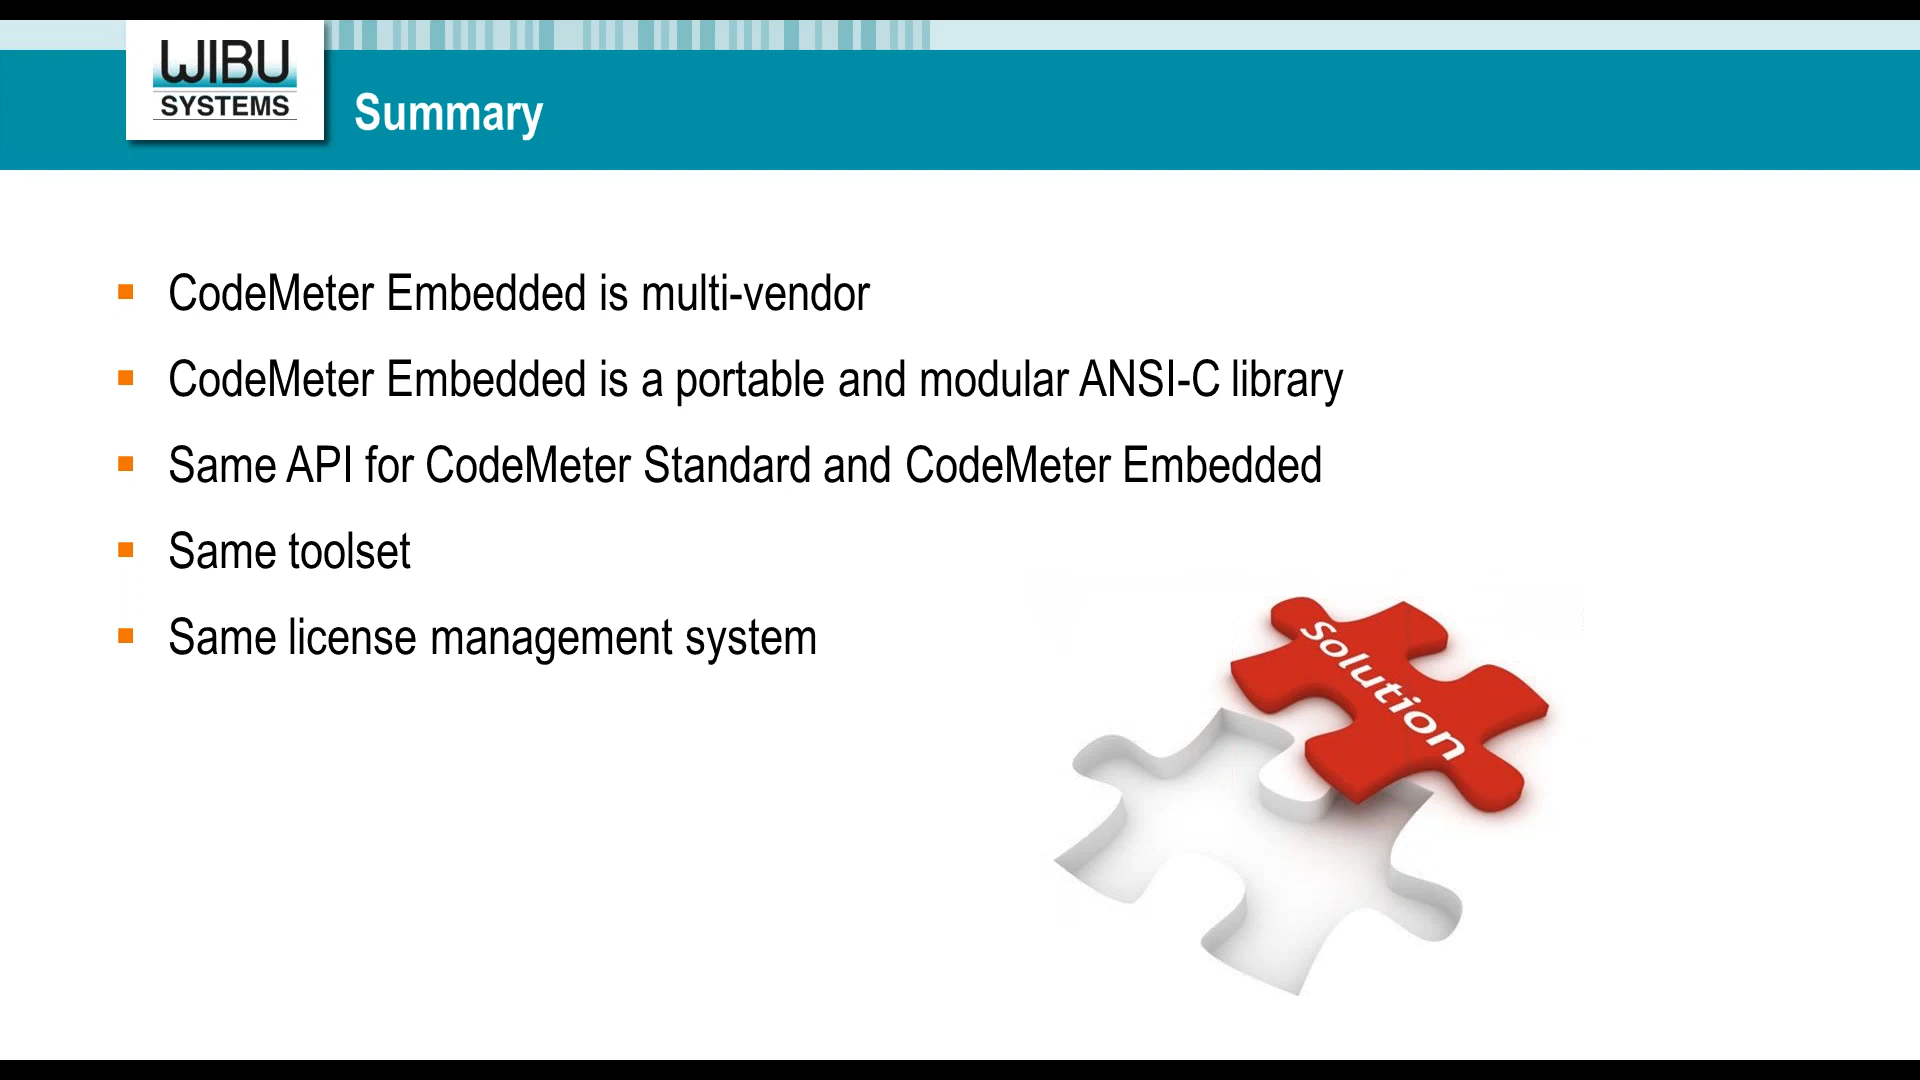 WIBU
SYSTEMS
Summary
CodeMeter Embedded is multi-vendor
CodeMeter Embedded is a portable and modular ANSI-C library
Same API for CodeMeter Standard and CodeMeter Embedded
Same toolset
Same license management system
Solution